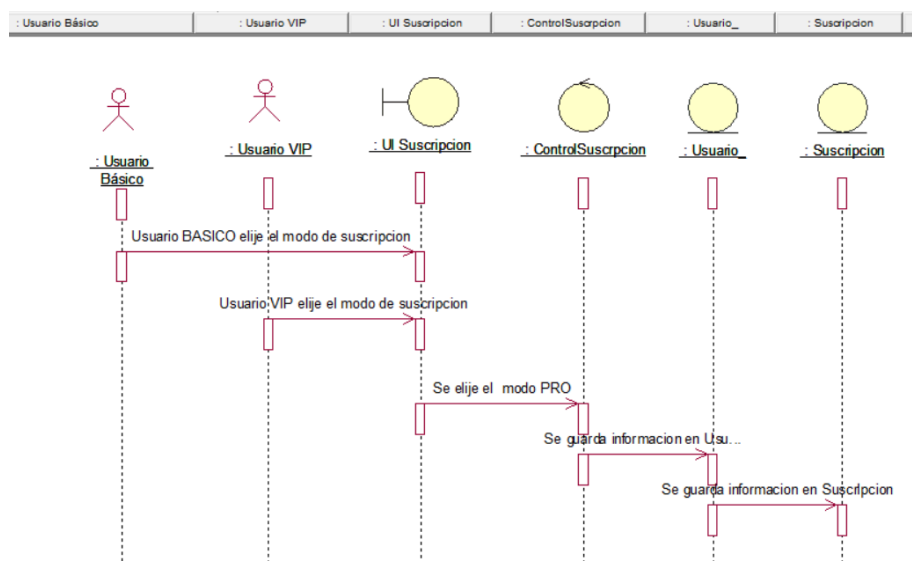 : Usuario Básico
: Usuario VIP
: UI Suscripcion
: ControlSuscrpcion
: Usuario_
: Suscripcion
: Usuario
Básico
: Usuario VIP
: UI Suscripcion
: ControlSuscrpcion
: Usuario_
: Suscripcion
Usuario BASICO elije el modo de suscripcion
Usuario VIP elije el modo de suscripcion
Se elije el modo PRO
Se guarda informacion en Usu...
Se guarda informacion en Suscrlpcion